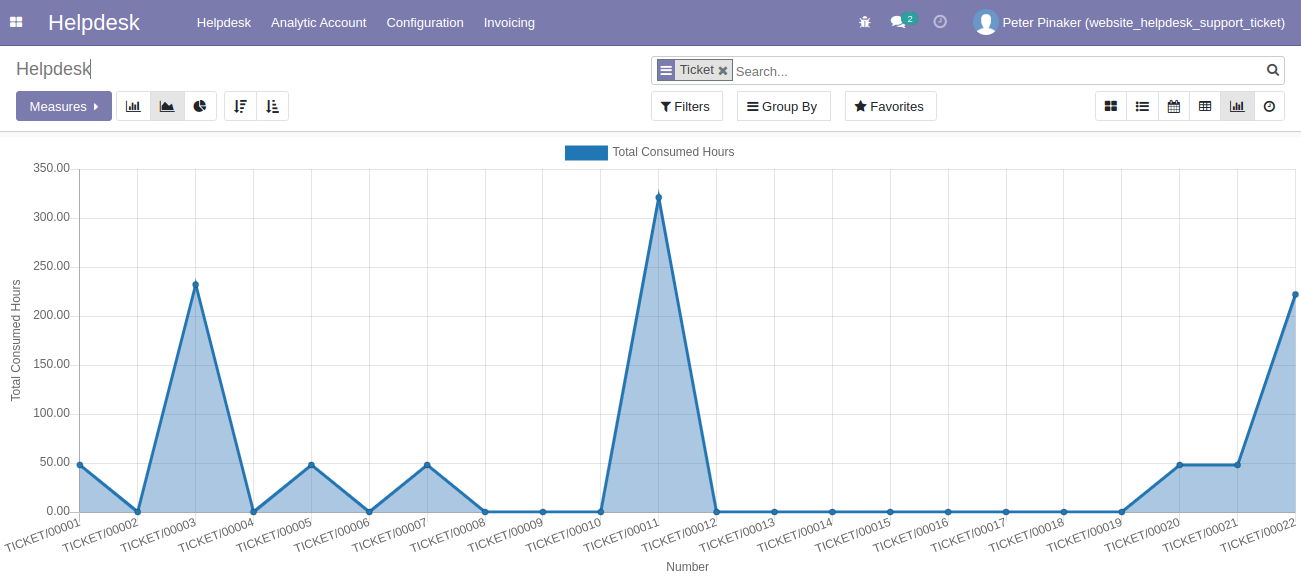 Helpdesk Helpdesk Analytic Account Configuration Invoicing 2 Peter Pinaker (website_helpdesk_support_ticket)
Helpdesk Ticket Search...
Measures Filters Group By Favorites
Total Consumed Hours
350.00
300.00
250.00
200.00
150.00
100.00
50.00
0.00
Total Consumed Hours
TICKET/00001 TICKET/00002 TICKET/00003 TICKET/00004 TICKET/00005 TICKET/00006 TICKET/00007 TICKET/00008 TICKET/00009 TICKET/00010 TICKET/00011 TICKET/00012 TICKET/00013 TICKET/00014 TICKET/00015 TICKET/00016 TICKET/00017 TICKET/00018 TICKET/00019 TICKET/00020 TICKET/00021 TICKET/00022
Number